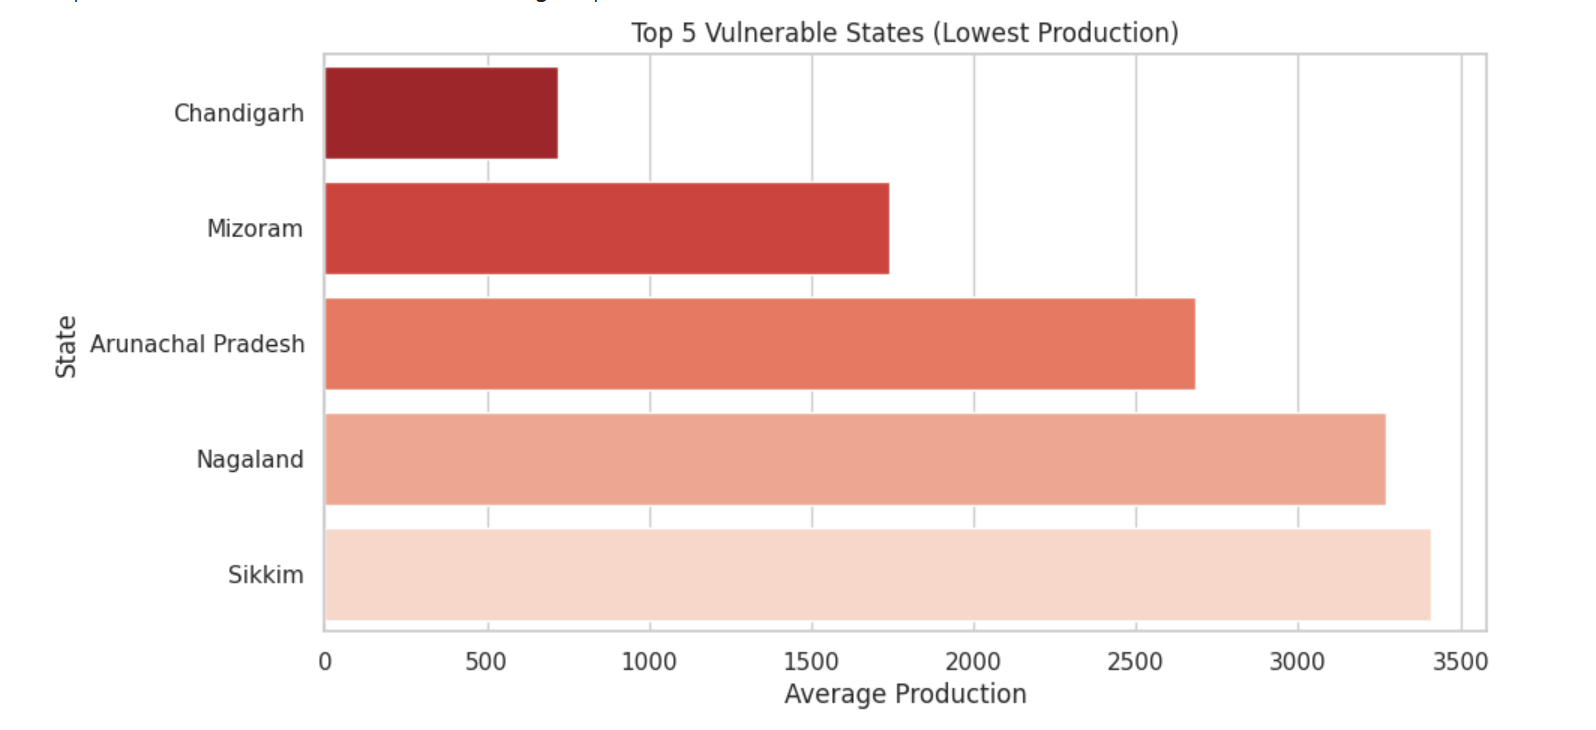 Top 5 Vulnerable States (Lowest Production)
Chandigarh
Mizoram
Arunachal Pradesh
Nagaland
Sikkim
State
0 500 1000 1500 2000 2500 3000 3500
Average Production